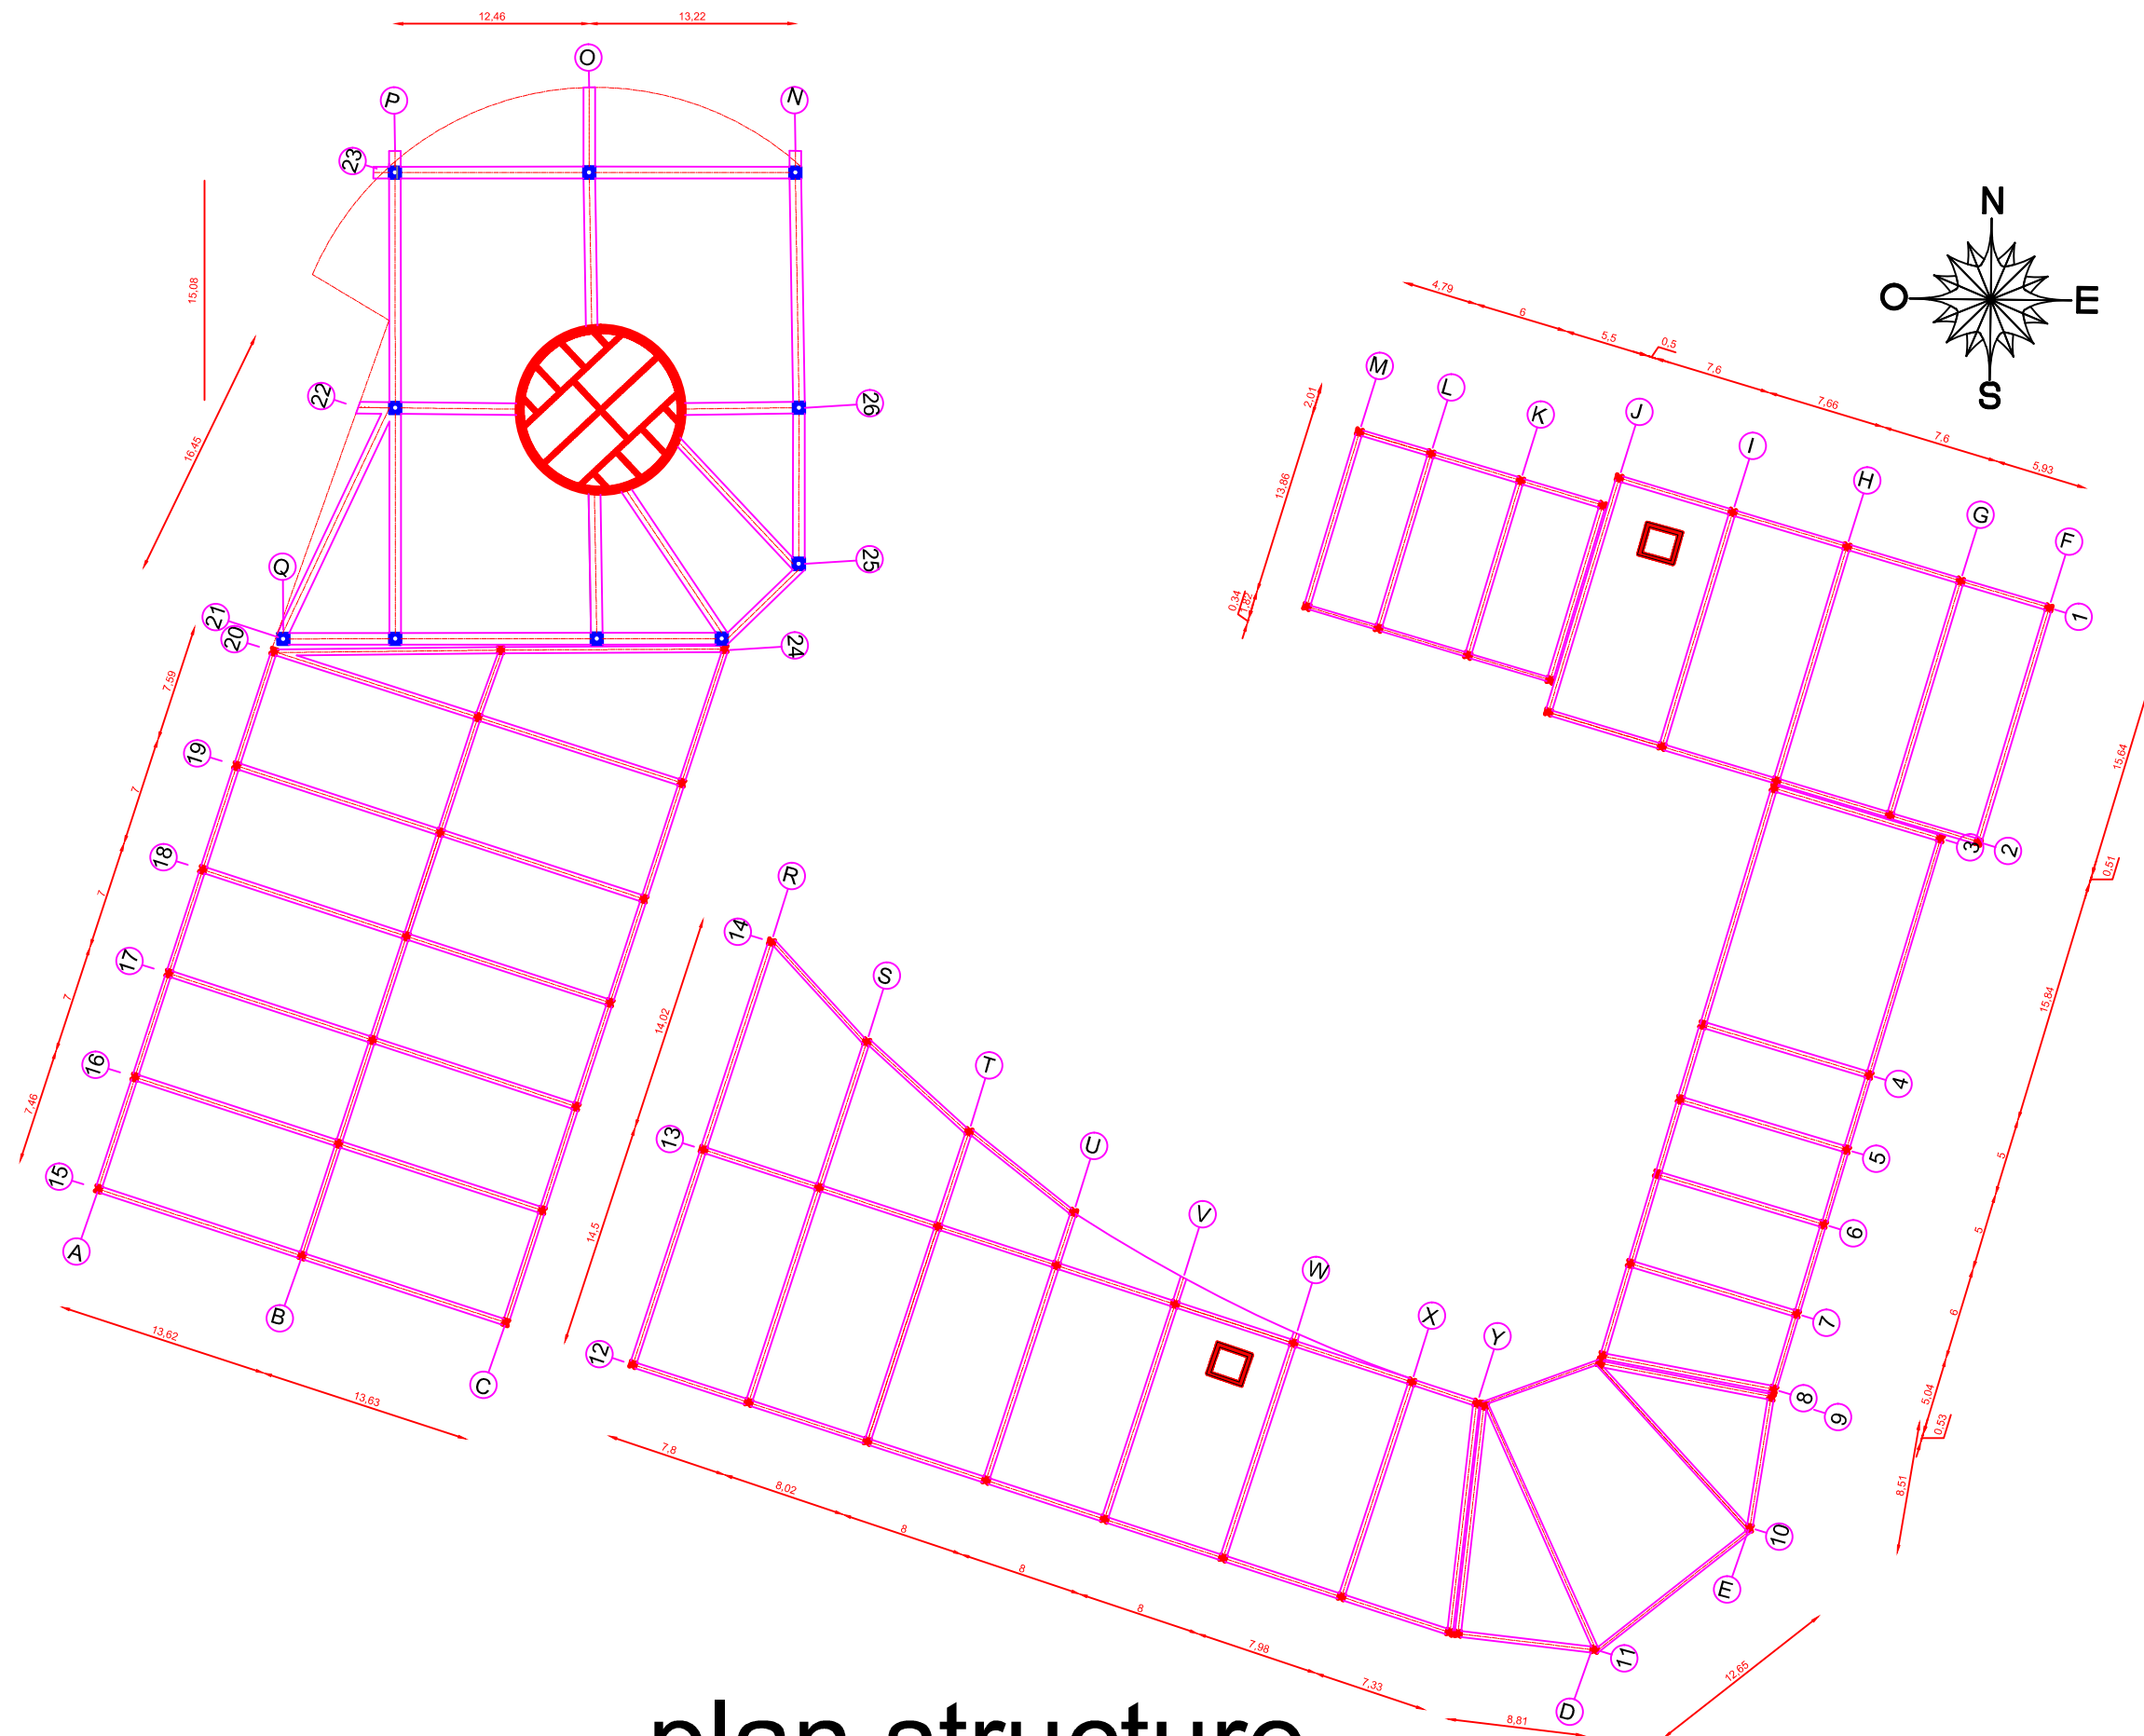 12,46
13,22
O
P
N
23
15,08
16,45
22
26
Q
21
20
25
24
N
O
E
S
4,79
6
5,5
0,5
7,6
7,66
7,6
5,93
2,01
13,86
0,34
1,82
M
L
K
J
I
H
G
F
1
2
3
15,64
0,51
15,84
5
5
6
5,04
0,53
8,51
4
5
6
7
8
9
10
E
11
D
12,65
8,81
7,59
7
7
7
7,46
19
18
17
16
15
A
B
C
13,62
13,63
R
14
S
T
U
V
W
X
Y
13
12
14,02
14,5
7,8
8,02
8
8
8
7,98
7,33
plan structure